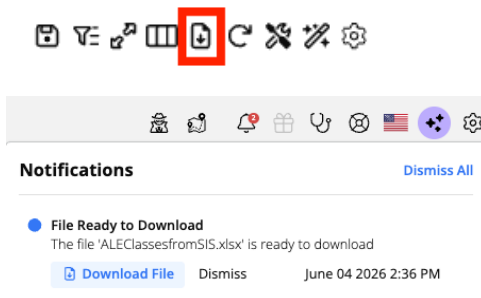 2
Notifications
Dismiss All
File Ready to Download
The file 'ALEClassesfromSIS.xlsx' is ready to download
Download File Dismiss June 04 2026 2:36 PM